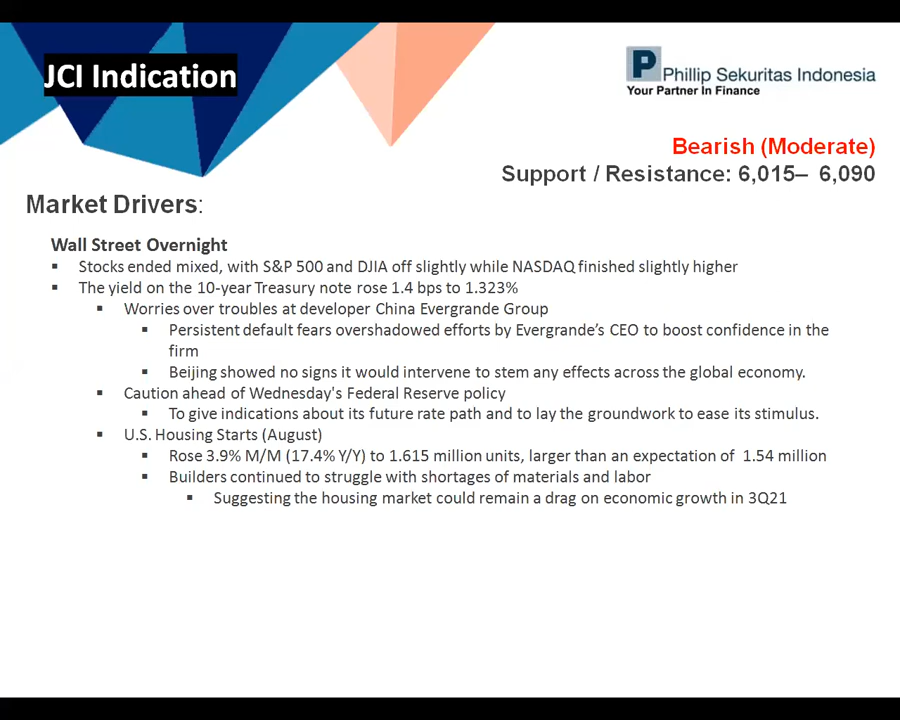 JCI Indication
P Phillip Sekuritas Indonesia
Your Partner In Finance
Bearish (Moderate)
Support / Resistance: 6,015– 6,090
Market Drivers:
Wall Street Overnight
▪ Stocks ended mixed, with S&P 500 and DJIA off slightly while NASDAQ finished slightly higher
▪ The yield on the 10-year Treasury note rose 1.4 bps to 1.323%
▪ Worries over troubles at developer China Evergrande Group
▪ Persistent default fears overshadowed efforts by Evergrande’s CEO to boost confidence in the
firm
▪ Beijing showed no signs it would intervene to stem any effects across the global economy.
▪ Caution ahead of Wednesday's Federal Reserve policy
▪ To give indications about its future rate path and to lay the groundwork to ease its stimulus.
▪ U.S. Housing Starts (August)
▪ Rose 3.9% M/M (17.4% Y/Y) to 1.615 million units, larger than an expectation of 1.54 million
▪ Builders continued to struggle with shortages of materials and labor
▪ Suggesting the housing market could remain a drag on economic growth in 3Q21